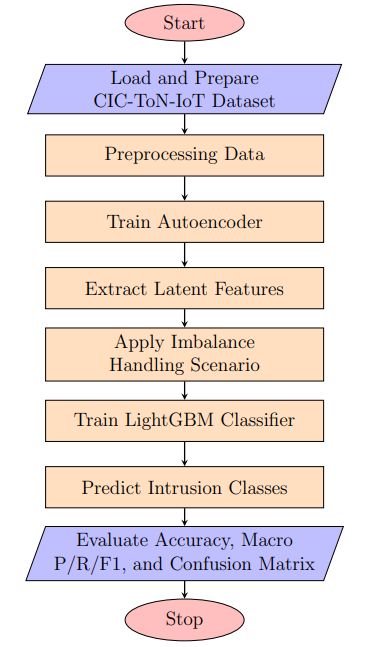 Start
Load and Prepare
CIC-ToN-IoT Dataset
Preprocessing Data
Train Autoencoder
Extract Latent Features
Apply Imbalance
Handling Scenario
Train LightGBM Classifier
Predict Intrusion Classes
Evaluate Accuracy, Macro
P/R/F1, and Confusion Matrix
Stop